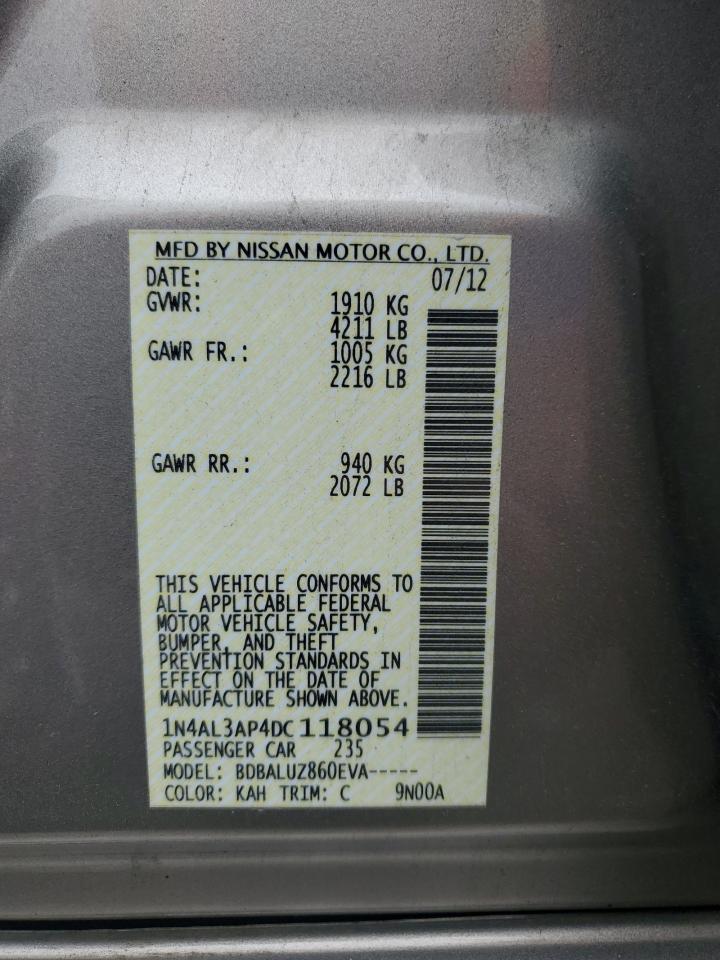 MFD BY NISSAN MOTOR CO., LTD.
DATE: 07/12
GVWR: 1910 KG
4211 LB
GAWR FR.: 1005 KG
2216 LB
GAWR RR.: 940 KG
2072 LB
THIS VEHICLE CONFORMS TO
ALL APPLICABLE FEDERAL
MOTOR VEHICLE SAFETY,
BUMPER, AND THEFT
PREVENTION STANDARDS IN
EFFECT ON THE DATE OF
MANUFACTURE SHOWN ABOVE.
1N4AL3AP4DC118054
PASSENGER CAR 235
MODEL: BDBALUZ860EVA-----
COLOR: KAH TRIM: C 9N00A